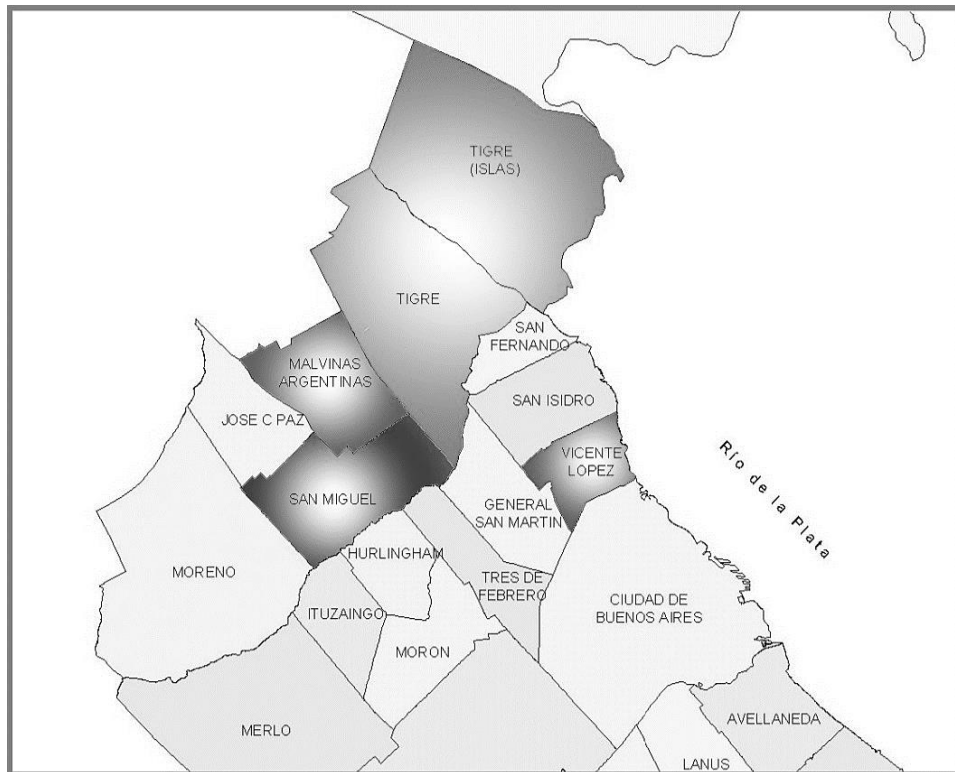 TIGRE
(ISLAS)
TIGRE
SAN
FERNANDO
MALVINAS
ARGENTINAS
SAN ISIDRO
JOSE C PAZ
VICENTE
LOPEZ
Río de la Plata
SAN MIGUEL
GENERAL
SAN MARTIN
HURLINGHAM
MORENO
TRES DE
FEBRERO
CIUDAD DE
BUENOS AIRES
ITUZAINGO
MORON
AVELLANEDA
MERLO
LANUS